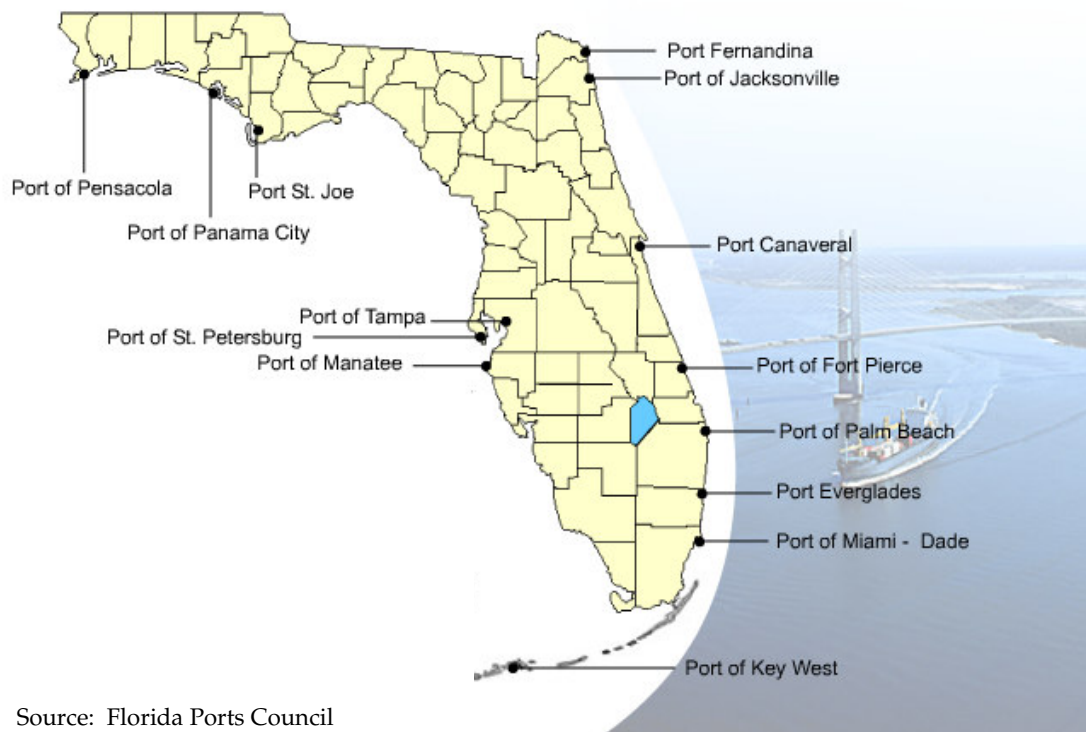 Port Fernandina
Port of Jacksonville
Port of Pensacola
Port St. Joe
Port of Panama City
Port Canaveral
Port of Tampa
Port of St. Petersburg
Port of Manatee
Port of Fort Pierce
Port of Palm Beach
Port Everglades
Port of Miami - Dade
Port of Key West
Source: Florida Ports Council